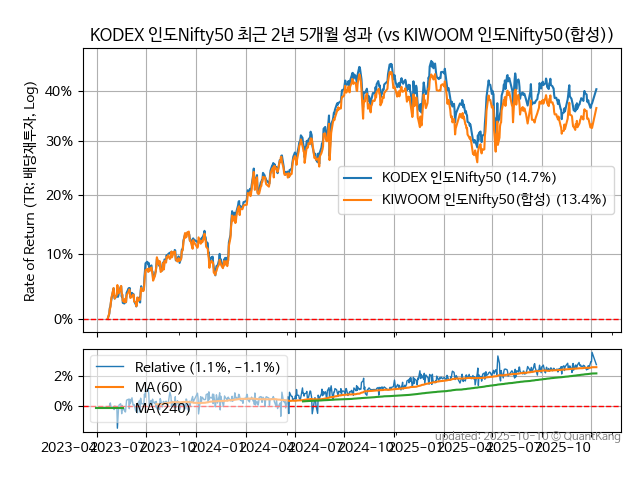 KODEX 인도Nifty50 최근 2년 5개월 성과 (vs KIWOOM 인도Nifty50(합성))
Rate of Return (TR: 배당재투자, Log)
40%
30%
20%
10%
0%
KODEX 인도Nifty50 (14.7%)
KIWOOM 인도Nifty50(합성) (13.4%)
2%
0%
Relative (1.1%, −1.1%)
MA(60)
MA(240)
updated: 2025-10-10 © QuantKang
2023-04 2023-07 2023-10 2024-01 2024-04 2024-07 2024-10 2025-01 2025-04 2025-07 2025-10